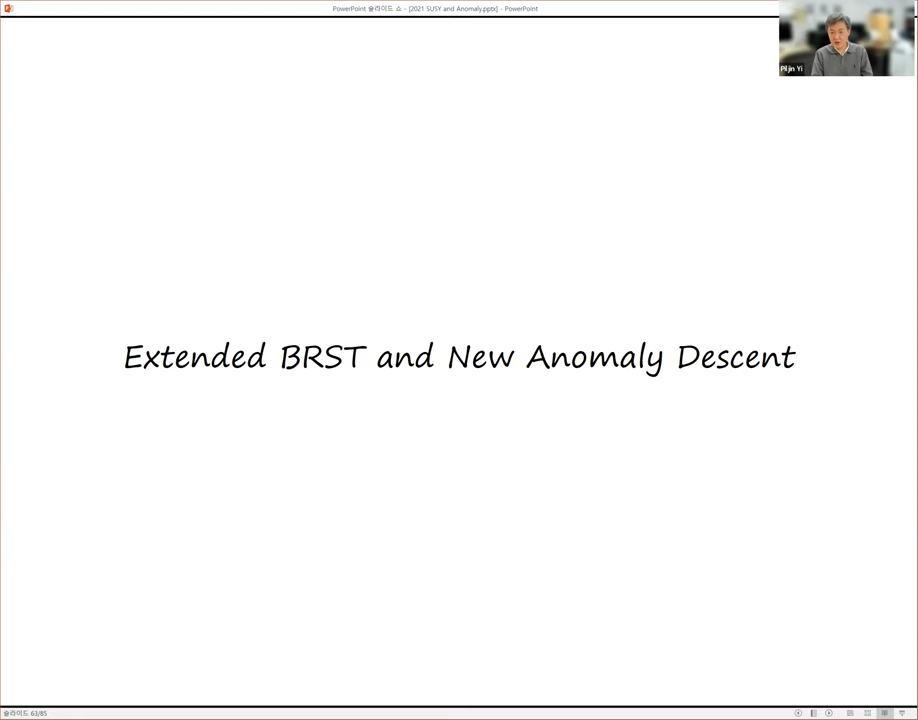 PowerPoint 슬라이드 쇼 - [2021 SUSY and Anomaly.pptx] - PowerPoint
Piljin Yi
Extended BRST and New Anomaly Descent
슬라이드 63/85